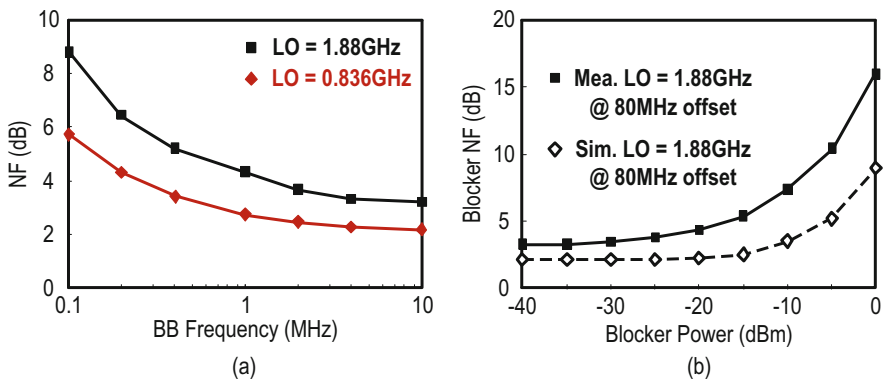 10
8
6
4
2
0
NF (dB)
LO = 1.88GHz
LO = 0.836GHz
0.1
1
10
BB Frequency (MHz)
(a)
20
15
10
5
0
Blocker NF (dB)
Mea. LO = 1.88GHz
@ 80MHz offset
Sim. LO = 1.88GHz
@ 80MHz offset
-40
-30
-20
-10
0
Blocker Power (dBm)
(b)